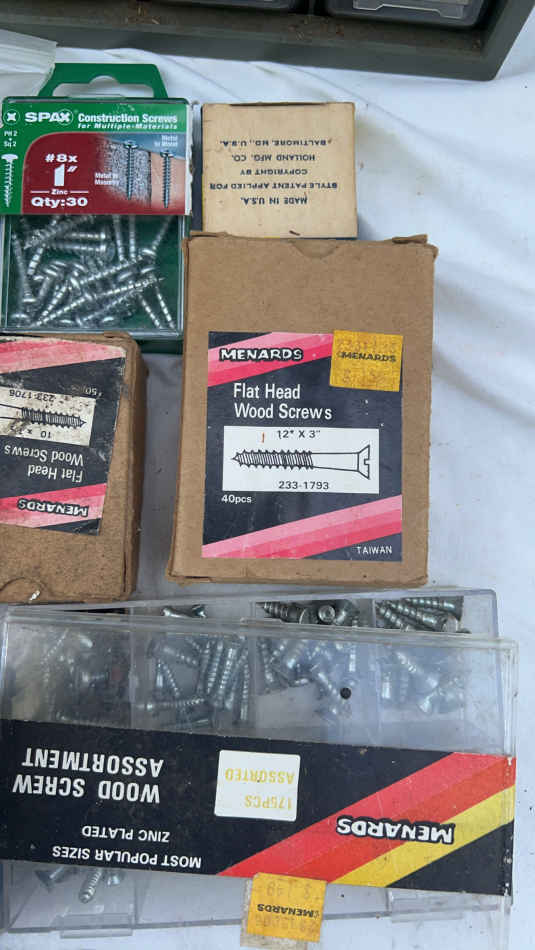 SPAX Construction Screws
for Multiple-Materials
PH 2
Sq 2
#8x
1"
Zinc
Qty:30
Metal to
Masonry
Metal
to Wood
MADE IN U.S.A.
STYLE PATENT APPLIED FOR
COPYRIGHT BY
HOLLAND MFG. CO.
BALTIMORE, MD., U.S.A.
MENARDS
MENARDS
Flat Head
Wood Screws
12" X 3"
233-1793
40pcs
TAIWAN
MENARDS
Flat Head
Wood Screws
10 X
233-1706
MENARDS
175PCS
ASSORTED
WOOD SCREW
ASSORTMENT
ZINC PLATED
MOST POPULAR SIZES
MENARDS